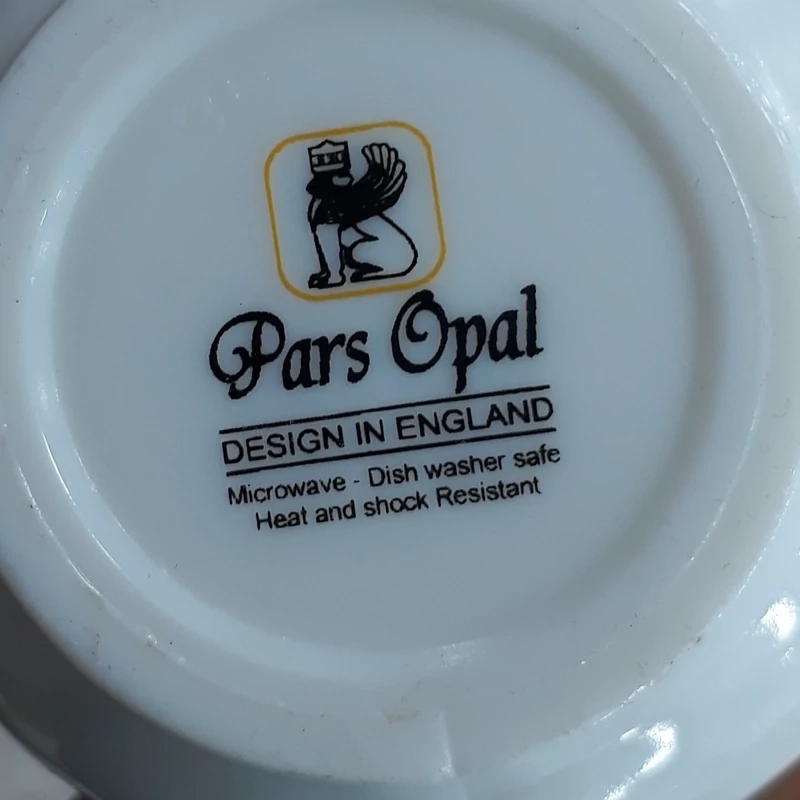 Pars Opal
DESIGN IN ENGLAND
Microwave - Dish washer safe
Heat and shock Resistant